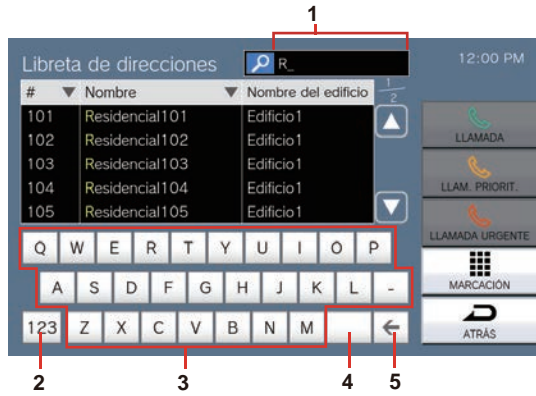 1
Libreta de direcciones
R_
12:00 PM
# Nombre Nombre del edificio 1/2
101 Residencial101 Edificio1
102 Residencial102 Edificio1
103 Residencial103 Edificio1
104 Residencial104 Edificio1
105 Residencial105 Edificio1
LLAMADA
LLAM. PRIORIT.
LLAMADA URGENTE
MARCACIÓN
ATRÁS
Q W E R T Y U I O P
A S D F G H J K L -
123 Z X C V B N M
2 3 4 5